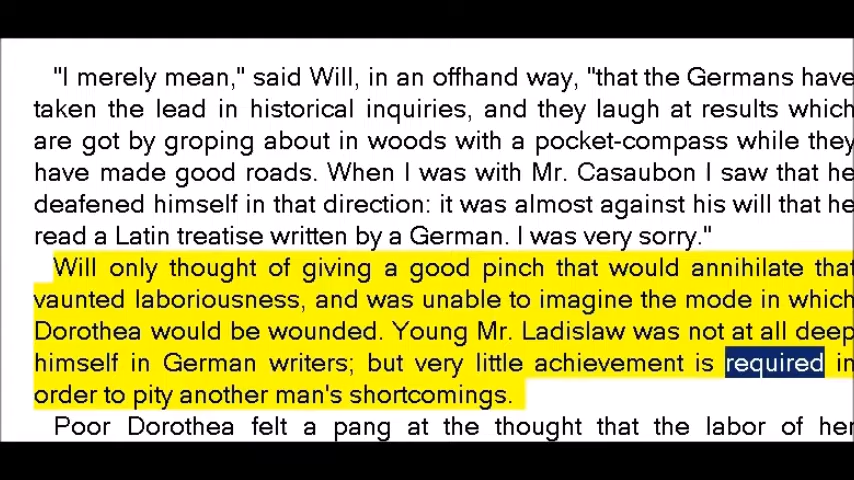 "I merely mean," said Will, in an offhand way, "that the Germans have
taken the lead in historical inquiries, and they laugh at results which
are got by groping about in woods with a pocket-compass while they
have made good roads. When I was with Mr. Casaubon I saw that he
deafened himself in that direction: it was almost against his will that he
read a Latin treatise written by a German. I was very sorry."
Will only thought of giving a good pinch that would annihilate that
vaunted laboriousness, and was unable to imagine the mode in which
Dorothea would be wounded. Young Mr. Ladislaw was not at all deep
himself in German writers; but very little achievement is required in
order to pity another man's shortcomings.
Poor Dorothea felt a pang at the thought that the labor of her